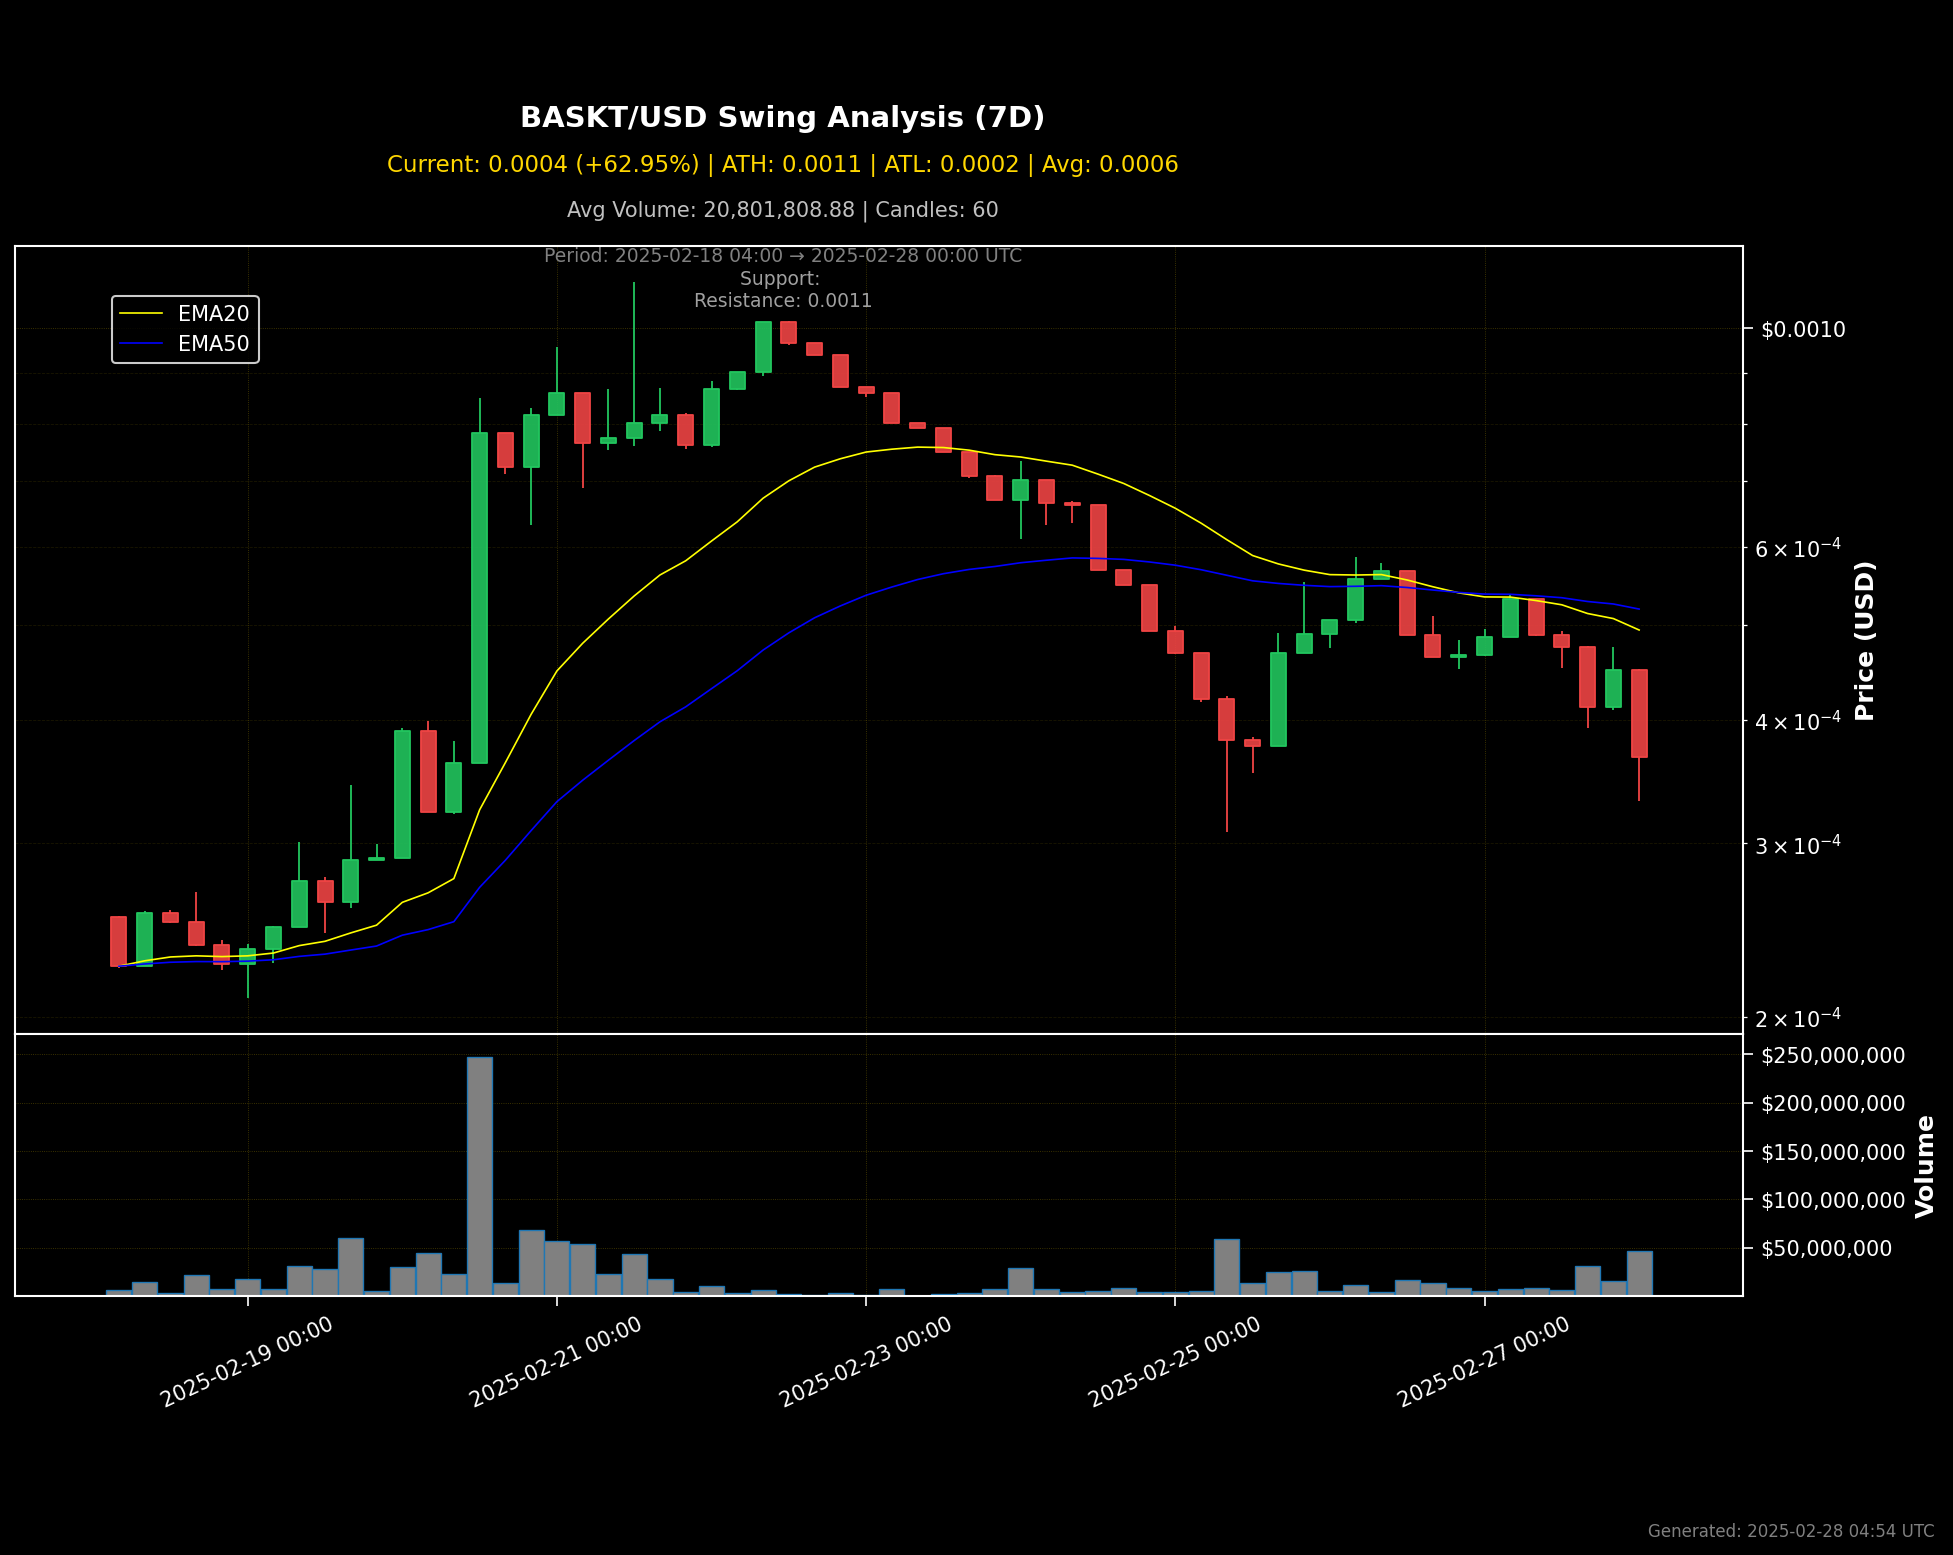 BASKT/USD Swing Analysis (7D)
Current: 0.0004 (+62.95%) | ATH: 0.0011 | ATL: 0.0002 | Avg: 0.0006
Avg Volume: 20,801,808.88 | Candles: 60
Period: 2025-02-18 04:00 → 2025-02-28 00:00 UTC
Support:
Resistance: 0.0011
EMA20
EMA50
$0.0010
6 × 10⁻⁴
4 × 10⁻⁴
3 × 10⁻⁴
2 × 10⁻⁴
Price (USD)
$250,000,000
$200,000,000
$150,000,000
$100,000,000
$50,000,000
Volume
2025-02-19 00:00
2025-02-21 00:00
2025-02-23 00:00
2025-02-25 00:00
2025-02-27 00:00
Generated: 2025-02-28 04:54 UTC